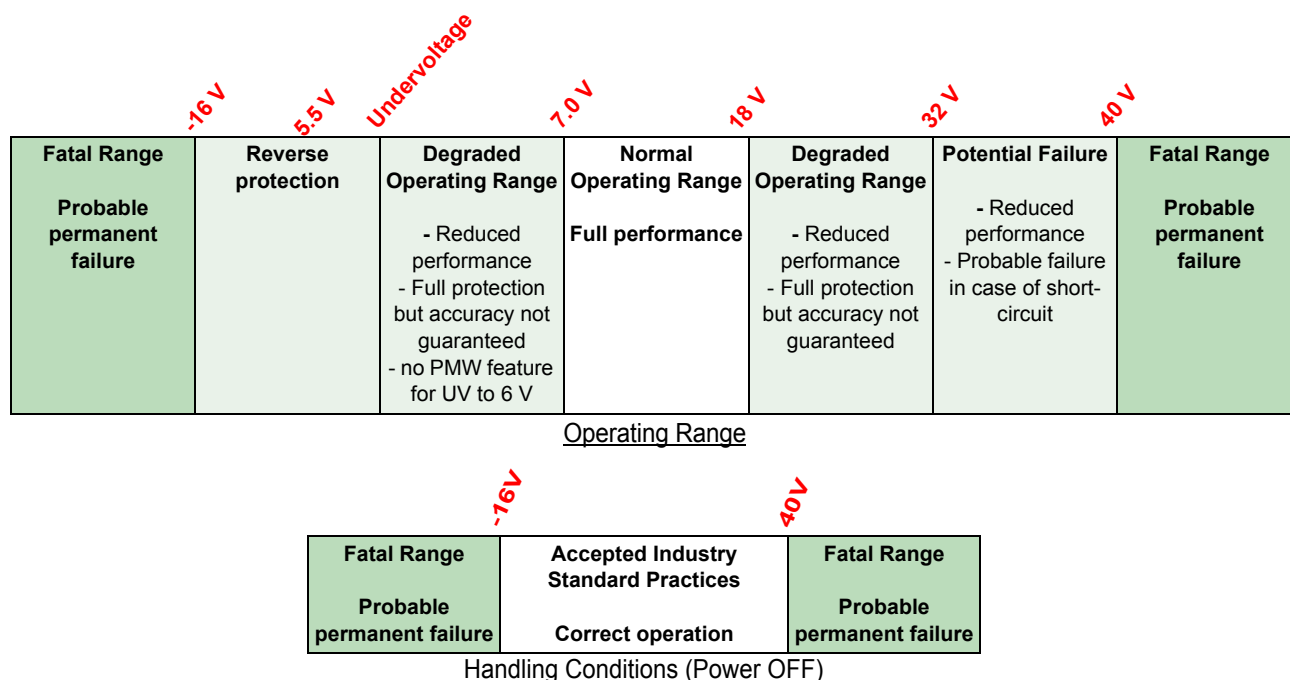 -16 V
5.5 V
Undervoltage
7.0 V
18 V
32 V
40 V
Fatal Range
Probable
permanent
failure
Reverse
protection
Degraded
Operating Range
- Reduced
performance
- Full protection
but accuracy not
guaranteed
- no PMW feature
for UV to 6 V
Normal
Operating Range
Full performance
Degraded
Operating Range
- Reduced
performance
- Full protection
but accuracy not
guaranteed
Potential Failure
- Reduced
performance
- Probable failure
in case of short-
circuit
Fatal Range
Probable
permanent
failure
Operating Range
-16V
40V
Fatal Range
Probable
permanent failure
Accepted Industry
Standard Practices
Correct operation
Fatal Range
Probable
permanent failure
Handling Conditions (Power OFF)